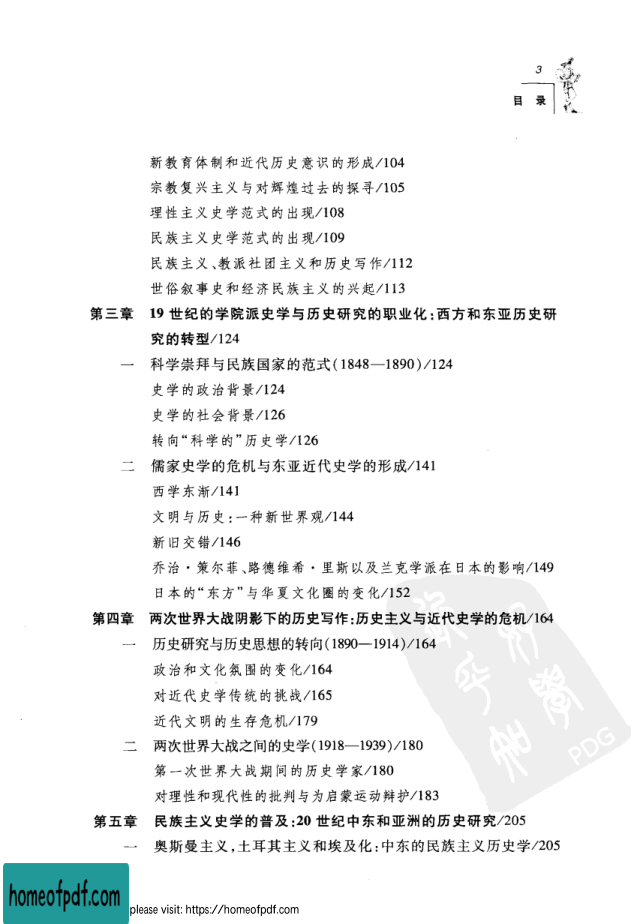 3
目 录
新教育体制和近代历史意识的形成/104
宗教复兴主义与对辉煌过去的探寻/105
理性主义史学范式的出现/108
民族主义史学范式的出现/109
民族主义、教派社团主义和历史写作/112
世俗叙事史和经济民族主义的兴起/113
第三章 19世纪的学院派史学与历史研究的职业化:西方和东亚历史研
究的转型/124
一 科学崇拜与民族国家的范式(1848—1890)/124
史学的政治背景/124
史学的社会背景/126
转向“科学的”历史学/126
二 儒家史学的危机与东亚近代史学的形成/141
西学东渐/141
文明与历史:一种新世界观/144
新旧交错/146
乔治·策尔菲、路德维希·里斯以及兰克学派在日本的影响/149
日本的“东方”与华夏文化圈的变化/152
第四章 两次世界大战阴影下的历史写作:历史主义与近代史学的危机/164
一 历史研究与历史思想的转向(1890—1914)/164
政治和文化氛围的变化/164
对近代史学传统的挑战/165
近代文明的生存危机/179
二 两次世界大战之间的史学(1918—1939)/180
第一次世界大战期间的历史学家/180
对理性和现代性的批判与为启蒙运动辩护/183
PDG
第五章 民族主义史学的普及:20世纪中东和亚洲的历史研究/205
一 奥斯曼主义,土耳其主义和埃及化:中东的民族主义历史学/205
homeofpdf.com
please visit: https://homeofpdf.com